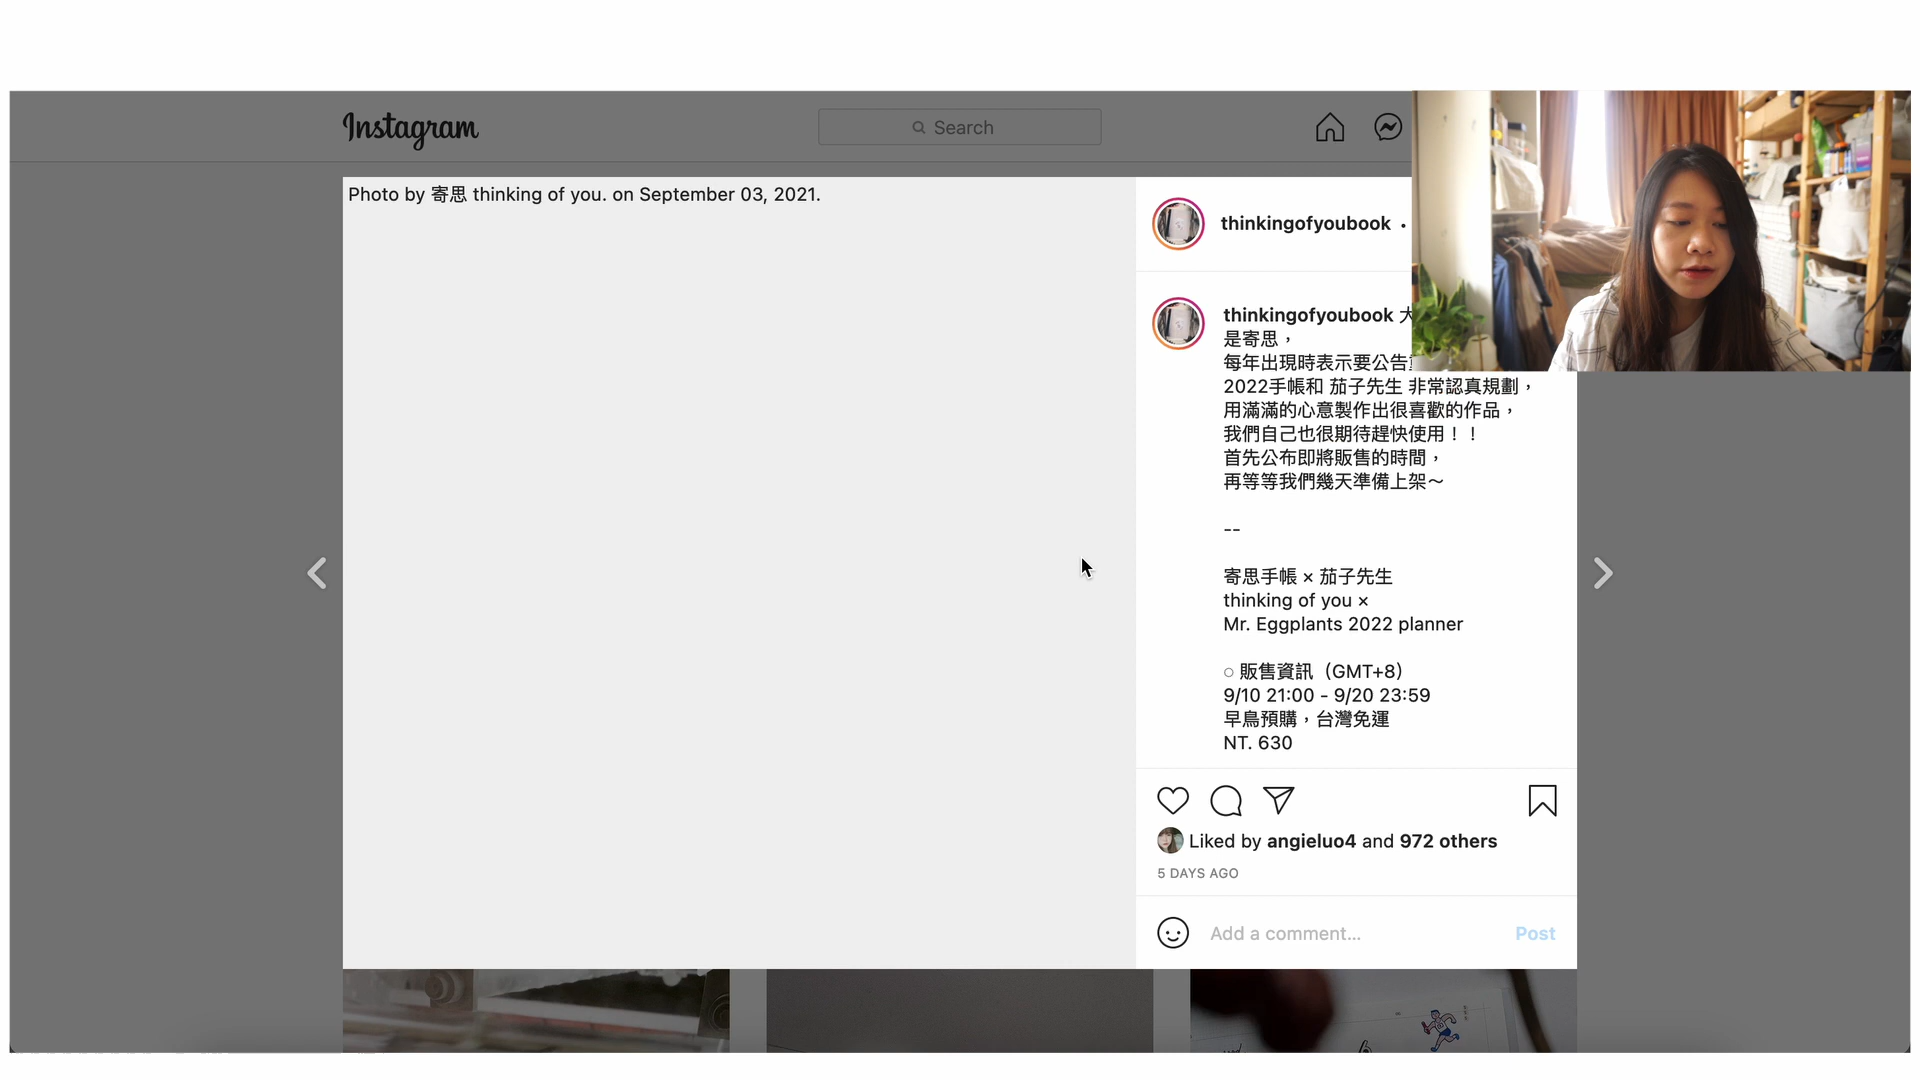 Instagram
Search
Photo by 寄思 thinking of you. on September 03, 2021.
thinkingofyoubook •
thinkingofyoubook 大
是寄思，
每年出現時表示要公告
2022手帳和 茄子先生 非常認真規劃，
用滿滿的心意製作出很喜歡的作品，
我們自己也很期待趕快使用！！
首先公布即將販售的時間，
再等等我們幾天準備上架～
--
寄思手帳 × 茄子先生
thinking of you ×
Mr. Eggplants 2022 planner
○ 販售資訊（GMT+8）
9/10 21:00 - 9/20 23:59
早鳥預購，台灣免運
NT. 630
Liked by angieluo4 and 972 others
5 DAYS AGO
Add a comment...
Post